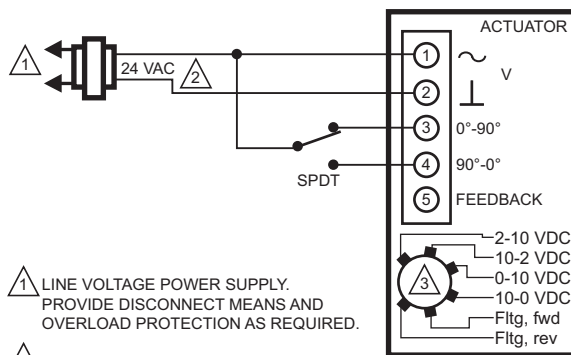 ACTUATOR
1
1
24 VAC
2
V
2
3
0°-90°
4
90°-0°
SPDT
5
FEEDBACK
2-10 VDC
10-2 VDC
3
0-10 VDC
10-0 VDC
Fltg, fwd
Fltg, rev
1 LINE VOLTAGE POWER SUPPLY.
PROVIDE DISCONNECT MEANS AND
OVERLOAD PROTECTION AS REQUIRED.